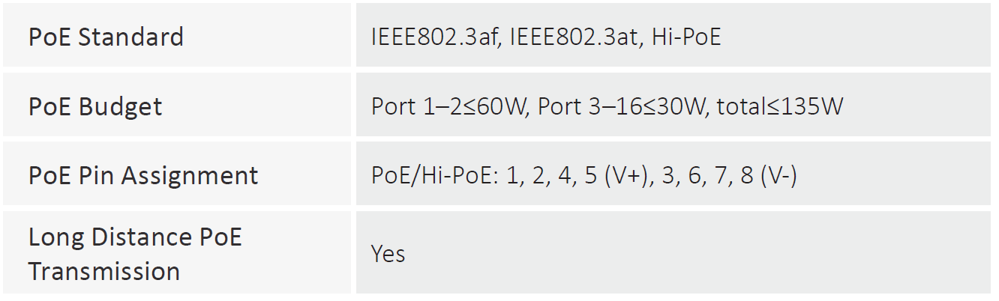 PoE Standard
IEEE802.3af, IEEE802.3at, Hi-PoE
PoE Budget
Port 1–2≤60W, Port 3–16≤30W, total≤135W
PoE Pin Assignment
PoE/Hi-PoE: 1, 2, 4, 5 (V+), 3, 6, 7, 8 (V-)
Long Distance PoE
Transmission
Yes